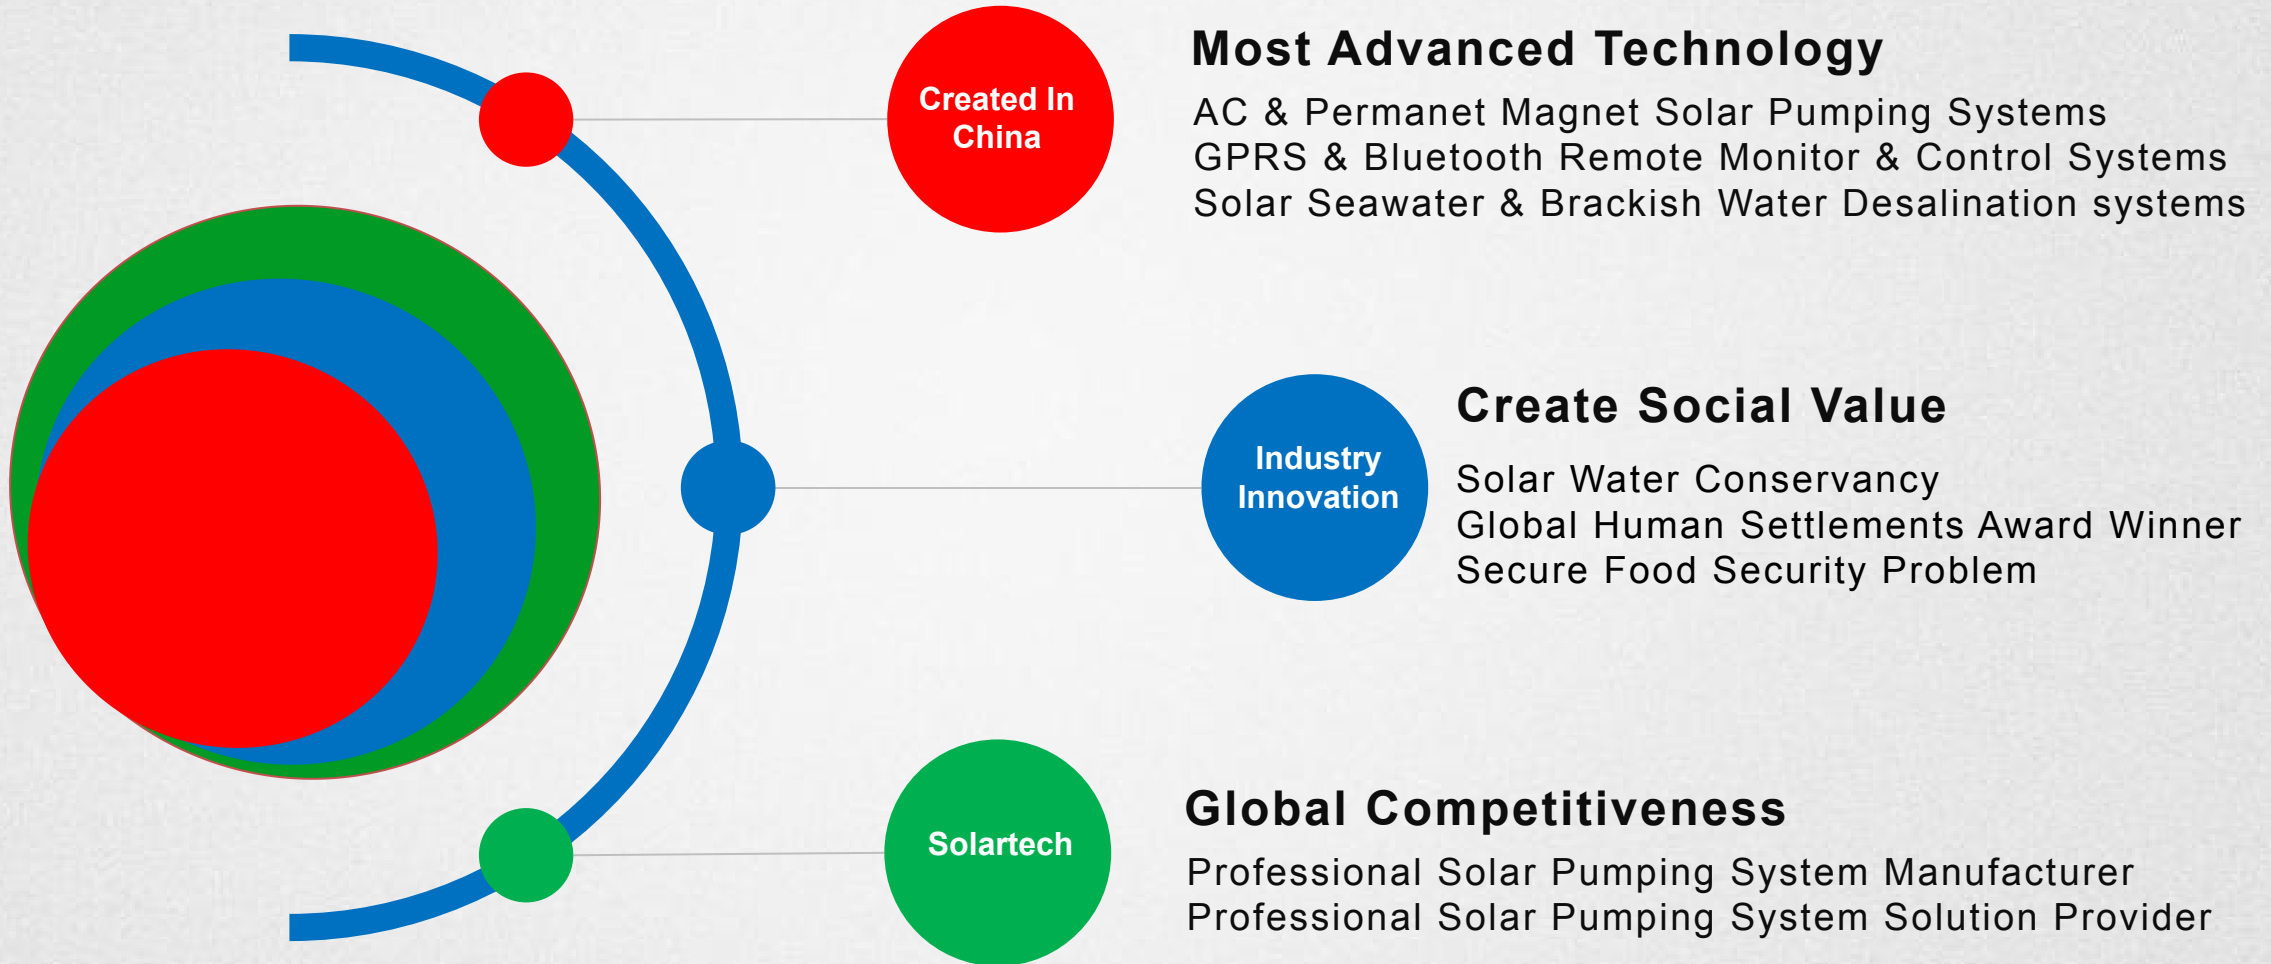 Created In
China
Most Advanced Technology
AC & Permanet Magnet Solar Pumping Systems
GPRS & Bluetooth Remote Monitor & Control Systems
Solar Seawater & Brackish Water Desalination systems
Industry
Innovation
Create Social Value
Solar Water Conservancy
Global Human Settlements Award Winner
Secure Food Security Problem
Solartech
Global Competitiveness
Professional Solar Pumping System Manufacturer
Professional Solar Pumping System Solution Provider